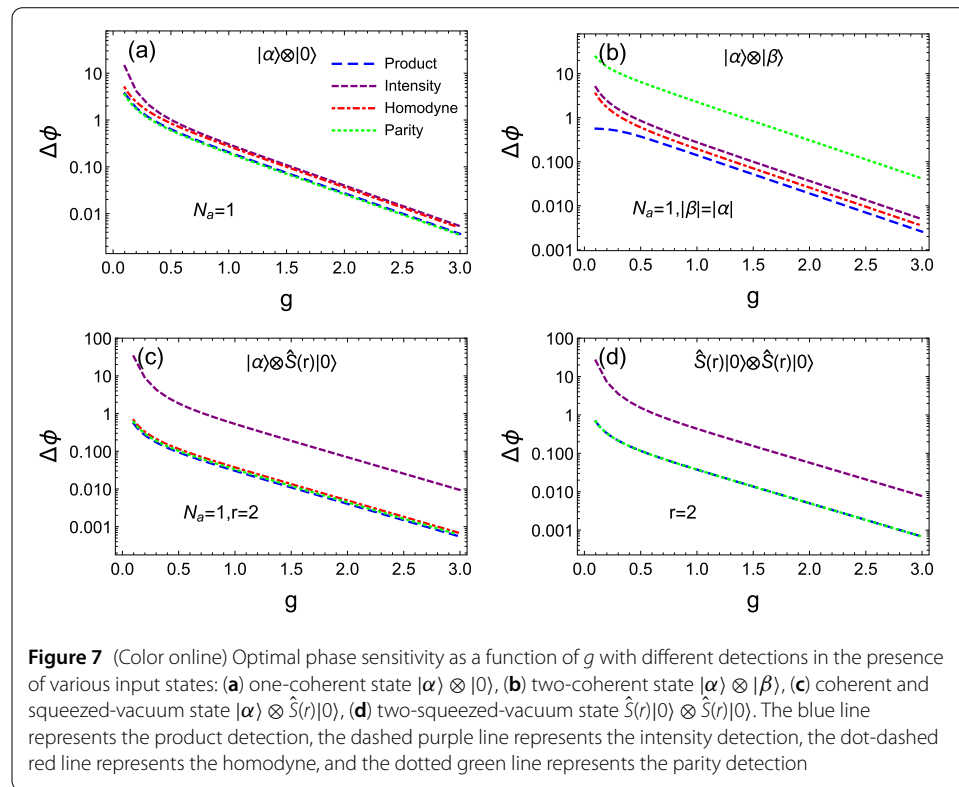 (a)
|α⟩⊗|0⟩
Product
Intensity
Homodyne
Parity
Nₐ=1
10
1
0.10
0.01
Δϕ
0.0 0.5 1.0 1.5 2.0 2.5 3.0
g
(b)
|α⟩⊗|β⟩
Nₐ=1,|β|=|α|
10
1
0.100
0.010
0.001
Δϕ
0.0 0.5 1.0 1.5 2.0 2.5 3.0
g
(c)
|α⟩⊗Ŝ(r)|0⟩
Nₐ=1,r=2
100
10
1
0.100
0.010
0.001
Δϕ
0.0 0.5 1.0 1.5 2.0 2.5 3.0
g
(d)
Ŝ(r)|0⟩⊗Ŝ(r)|0⟩
r=2
100
10
1
0.100
0.010
0.001
Δϕ
0.0 0.5 1.0 1.5 2.0 2.5 3.0
g
Figure 7 (Color online) Optimal phase sensitivity as a function of g with different detections in the presence
of various input states: (a) one-coherent state |α⟩ ⊗ |0⟩, (b) two-coherent state |α⟩ ⊗ |β⟩, (c) coherent and
squeezed-vacuum state |α⟩ ⊗ Ŝ(r)|0⟩, (d) two-squeezed-vacuum state Ŝ(r)|0⟩ ⊗ Ŝ(r)|0⟩. The blue line
represents the product detection, the dashed purple line represents the intensity detection, the dot-dashed
red line represents the homodyne, and the dotted green line represents the parity detection